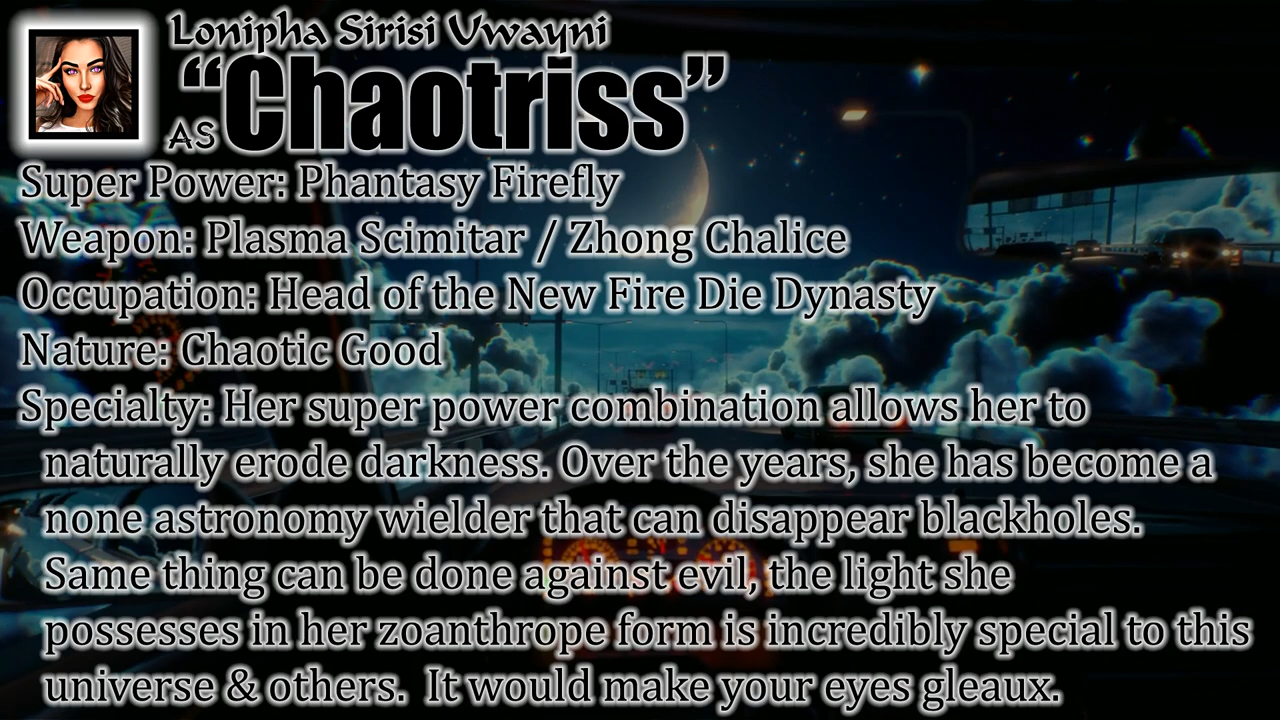 Lonipha Sirisi Uwayni
AS “Chaotriss”
Super Power: Phantasy Firefly
Weapon: Plasma Scimitar / Zhong Chalice
Occupation: Head of the New Fire Die Dynasty
Nature: Chaotic Good
Specialty: Her super power combination allows her to
naturally erode darkness. Over the years, she has become a
none astronomy wielder that can disappear blackholes.
Same thing can be done against evil, the light she
possesses in her zoanthrope form is incredibly special to this
universe & others.  It would make your eyes gleaux.